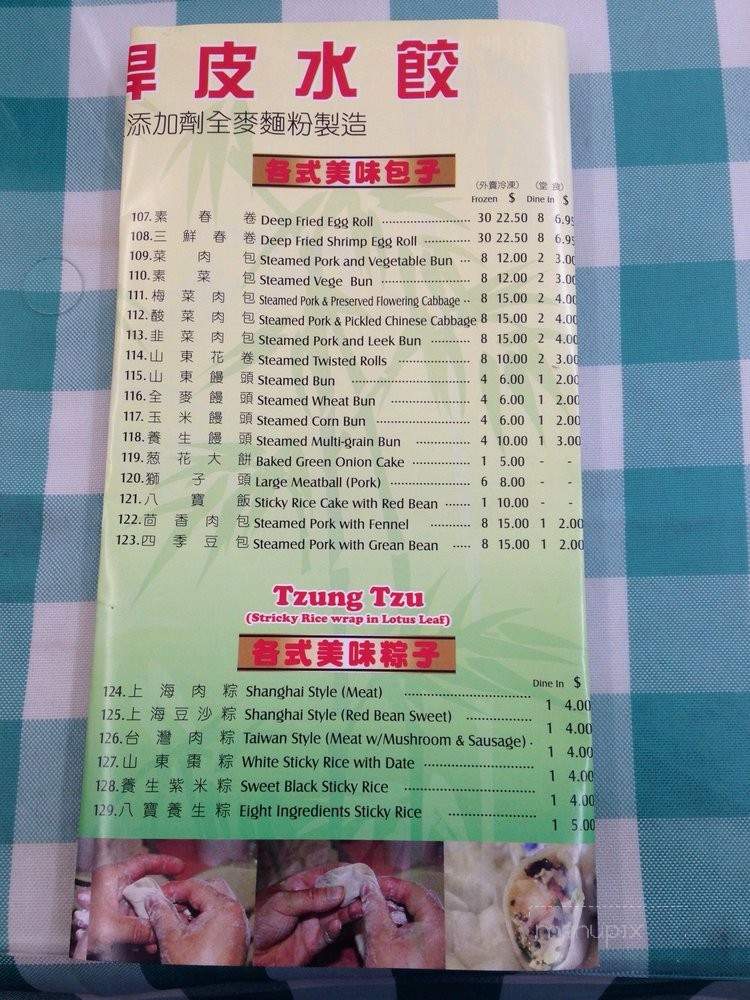 皮水餃
添加劑全麥麵粉製造
各式美味包子
(外賣冷凍) (堂食)
Frozen $ Dine In $
107.素春卷 Deep Fried Egg Roll 30 22.50 8 6.99
108.三鮮春卷 Deep Fried Shrimp Egg Roll 30 22.50 8 6.99
109.菜肉包 Steamed Pork and Vegetable Bun 8 12.00 2 3.00
110.素菜包 Steamed Vege Bun 8 12.00 2 3.00
111.梅菜肉包 Steamed Pork & Preserved Flowering Cabbage 8 15.00 2 4.00
112.酸菜肉包 Steamed Pork & Pickled Chinese Cabbage 8 15.00 2 4.00
113.韭菜肉包 Steamed Pork and Leek Bun 8 15.00 2 4.00
114.山東花卷 Steamed Twisted Rolls 8 10.00 2 3.00
115.山東饅頭 Steamed Bun 4 6.00 1 2.00
116.全麥饅頭 Steamed Wheat Bun 4 6.00 1 2.00
117.玉米饅頭 Steamed Corn Bun 4 6.00 1 2.00
118.養生饅頭 Steamed Multi-grain Bun 4 10.00 1 3.00
119.葱花大餅 Baked Green Onion Cake 1 5.00 - -
120.獅子頭 Large Meatball (Pork) 6 8.00 - -
121.八寶飯 Sticky Rice Cake with Red Bean 1 10.00 - -
122.茴香肉包 Steamed Pork with Fennel 8 15.00 1 2.00
123.四季豆包 Steamed Pork with Grean Bean 8 15.00 1 2.00
Tzung Tzu
(Stricky Rice wrap in Lotus Leaf)
各式美味粽子
Dine In $
124.上海肉粽 Shanghai Style (Meat) 1 4.00
125.上海豆沙粽 Shanghai Style (Red Bean Sweet) 1 4.00
126.台灣肉粽 Taiwan Style (Meat w/Mushroom & Sausage) 1 4.00
127.山東棗粽 White Sticky Rice with Date 1 4.00
128.養生紫米粽 Sweet Black Sticky Rice 1 4.00
129.八寶養生粽 Eight Ingredients Sticky Rice 1 5.00
menupix